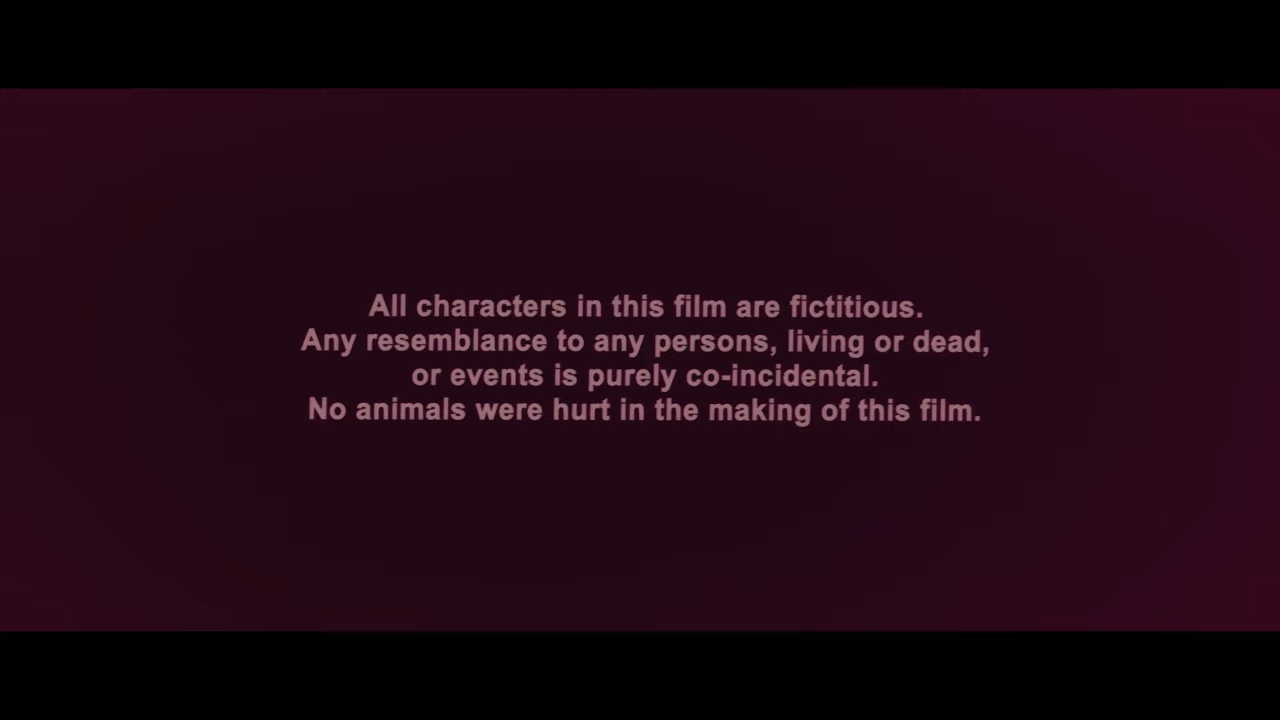 All characters in this film are fictitious.
Any resemblance to any persons, living or dead,
or events is purely co-incidental.
No animals were hurt in the making of this film.